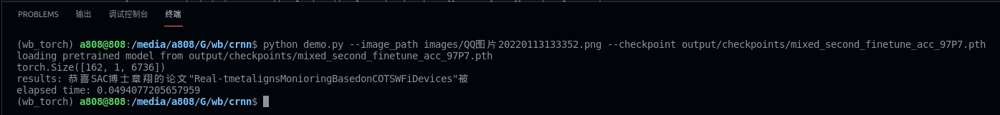 PROBLEMS 输出 调试控制台 终端
(wb_torch) a808@808:/media/a808/G/wb/crnn$ python demo.py --image_path images/QQ图片20220113133352.png --checkpoint output/checkpoints/mixed_second_finetune_acc_97P7.pth
loading pretrained model from output/checkpoints/mixed_second_finetune_acc_97P7.pth
torch.Size([162, 1, 6736])
results: 恭喜SAC博士章翔的论文"Real-tmetalignsMonioringBasedonCOTSWFiDevices"被
elapsed time: 0.0494077205657959
(wb_torch) a808@808:/media/a808/G/wb/crnn$